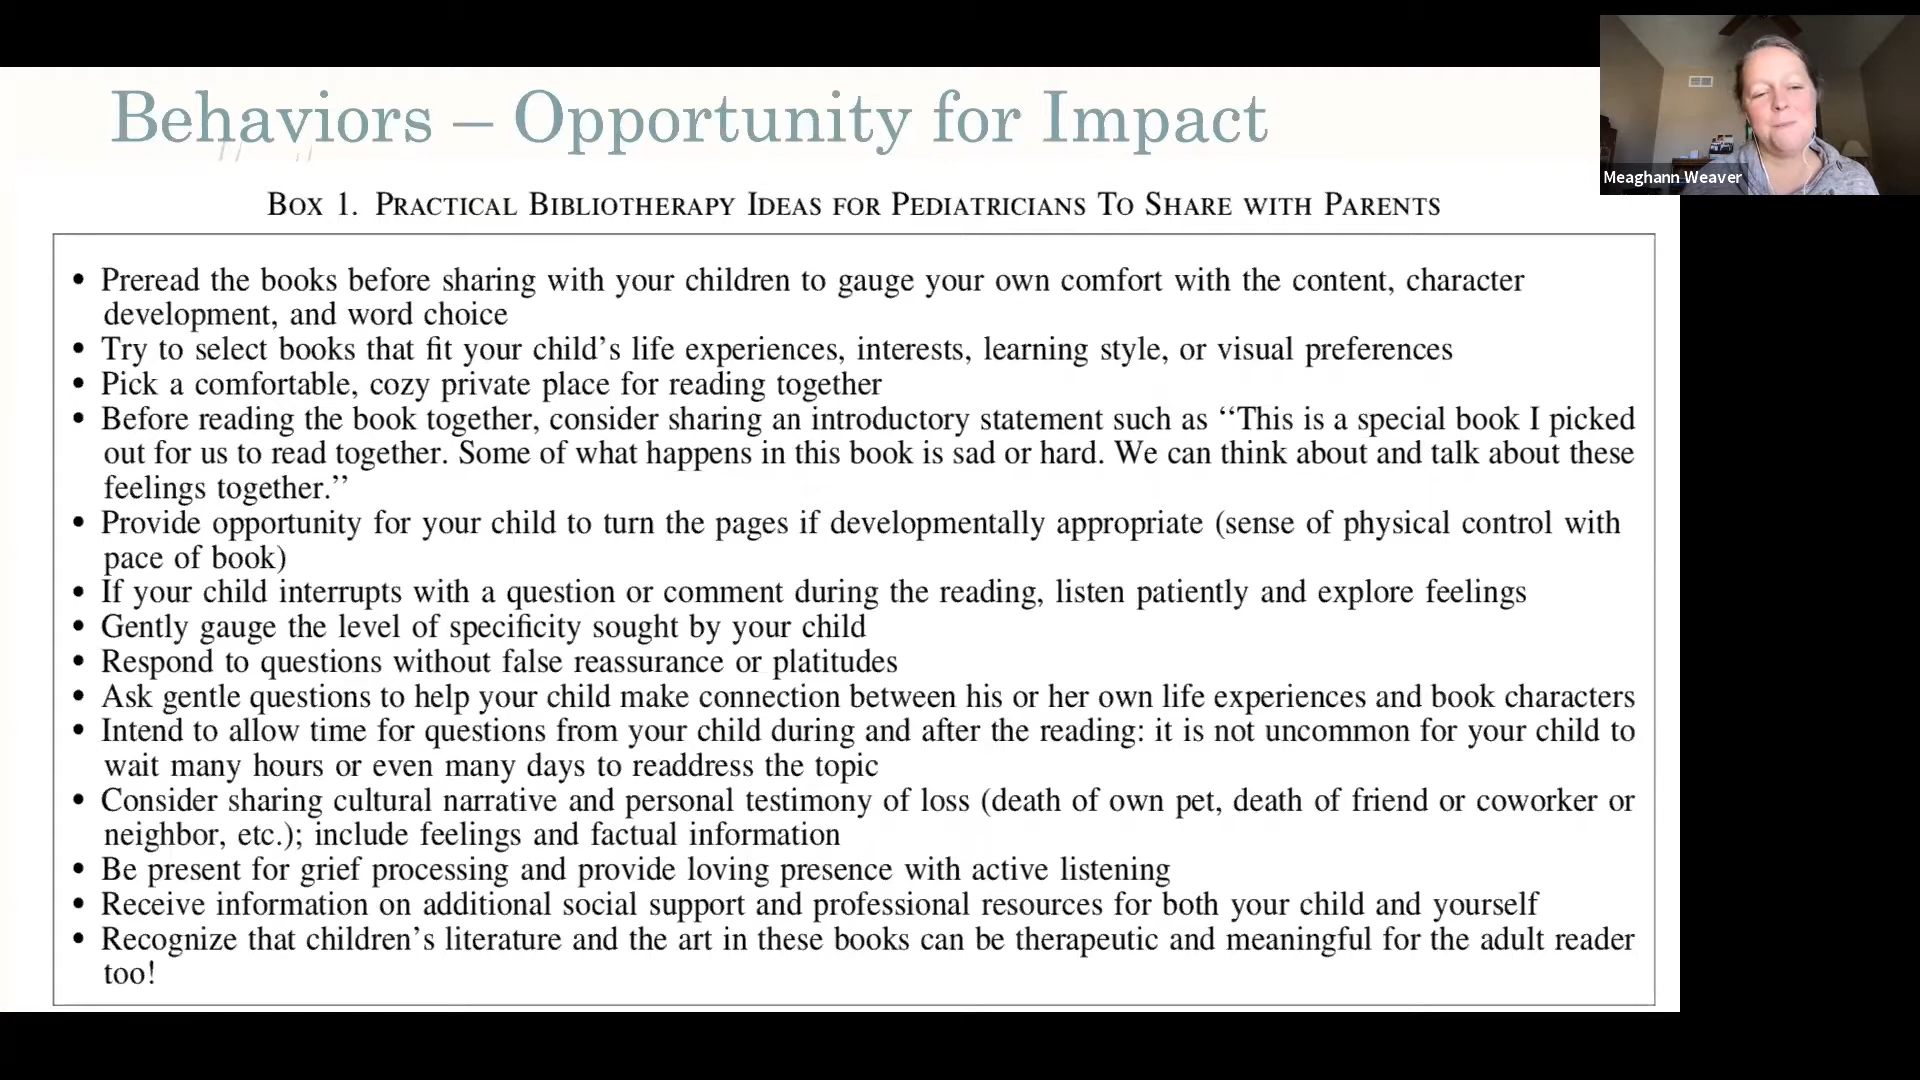 Behaviors – Opportunity for Impact
Meaghann Weaver
Box 1. Practical Bibliotherapy Ideas for Pediatricians To Share with Parents
• Preread the books before sharing with your children to gauge your own comfort with the content, character
development, and word choice
• Try to select books that fit your child’s life experiences, interests, learning style, or visual preferences
• Pick a comfortable, cozy private place for reading together
• Before reading the book together, consider sharing an introductory statement such as ‘‘This is a special book I picked
out for us to read together. Some of what happens in this book is sad or hard. We can think about and talk about these
feelings together.’’
• Provide opportunity for your child to turn the pages if developmentally appropriate (sense of physical control with
pace of book)
• If your child interrupts with a question or comment during the reading, listen patiently and explore feelings
• Gently gauge the level of specificity sought by your child
• Respond to questions without false reassurance or platitudes
• Ask gentle questions to help your child make connection between his or her own life experiences and book characters
• Intend to allow time for questions from your child during and after the reading: it is not uncommon for your child to
wait many hours or even many days to readdress the topic
• Consider sharing cultural narrative and personal testimony of loss (death of own pet, death of friend or coworker or
neighbor, etc.); include feelings and factual information
• Be present for grief processing and provide loving presence with active listening
• Receive information on additional social support and professional resources for both your child and yourself
• Recognize that children’s literature and the art in these books can be therapeutic and meaningful for the adult reader
too!